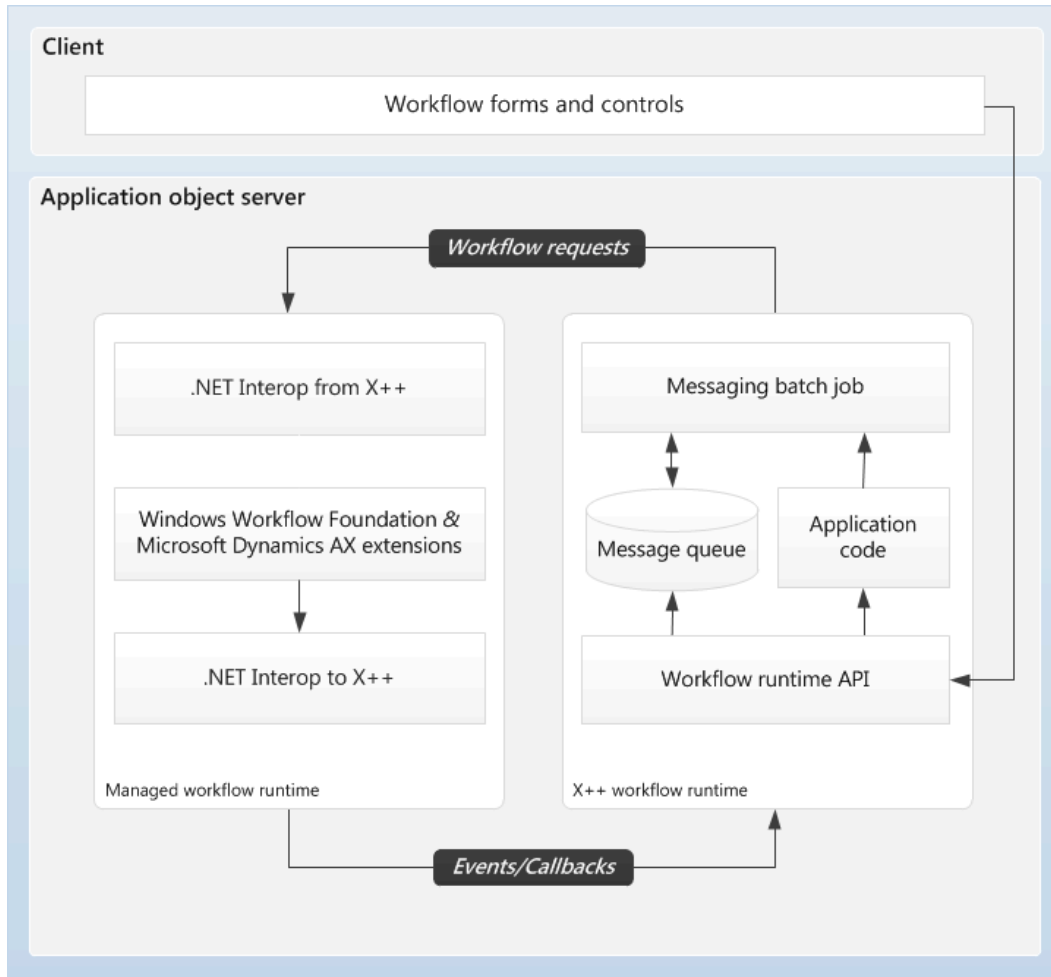 Client
Workflow forms and controls
Application object server
Workflow requests
.NET Interop from X++
Windows Workflow Foundation &
Microsoft Dynamics AX extensions
.NET Interop to X++
Managed workflow runtime
Messaging batch job
Message queue
Application
code
Workflow runtime API
X++ workflow runtime
Events/Callbacks